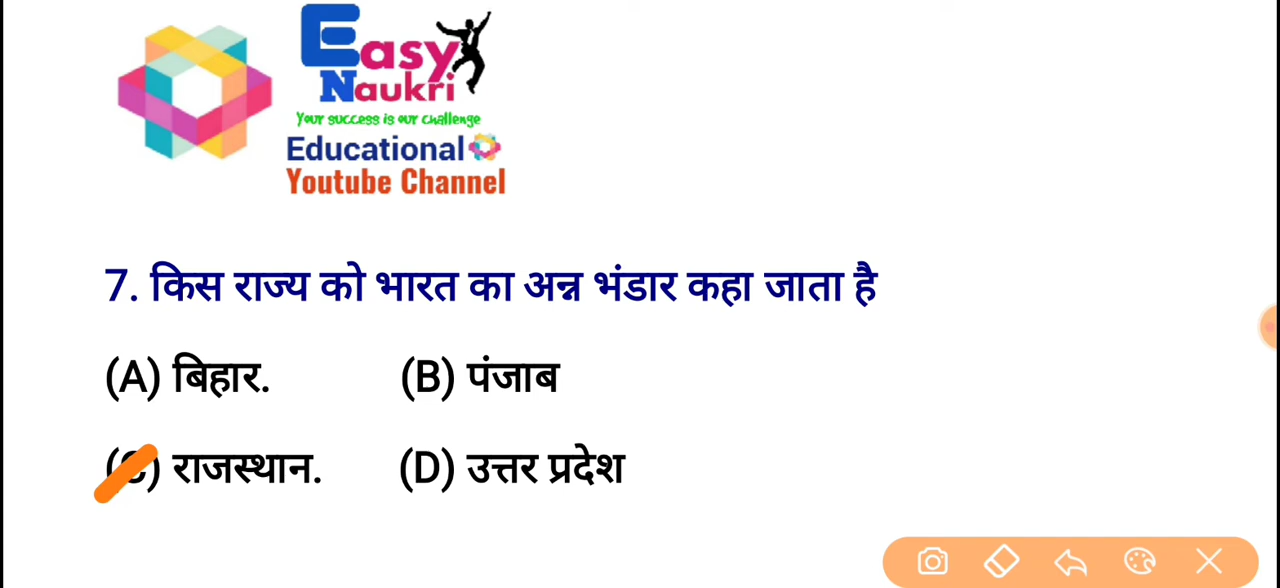 Easy
Naukri
Your success is our challenge
Educational
Youtube Channel
7. किस राज्य को भारत का अन्न भंडार कहा जाता है
(A) बिहार. (B) पंजाब
(C) राजस्थान. (D) उत्तर प्रदेश